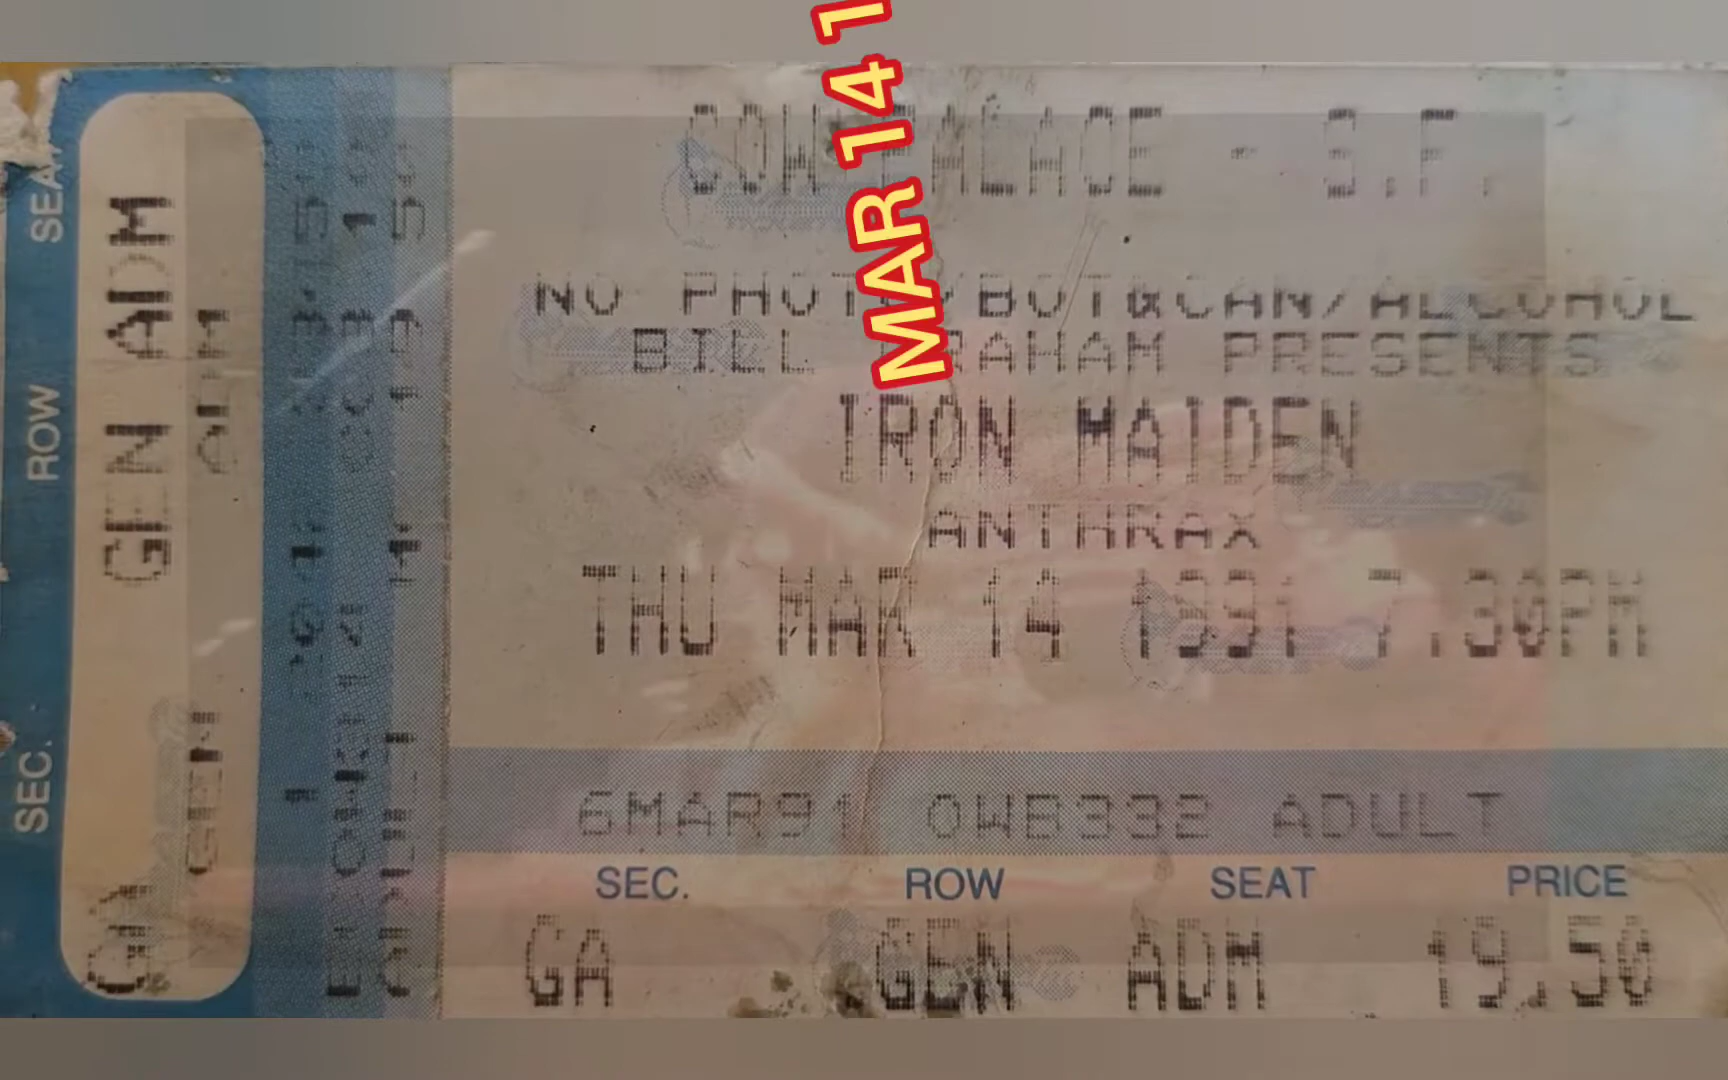 MAR 14 1
COW PALACE - S.F.
NO PHOTO/BOT&CAN/ALCOHOL
BILL GRAHAM PRESENTS
IRON MAIDEN
ANTHRAX
THU MAR 14 1991 7:30PM
6MAR91 OWB332 ADULT
SEC. ROW SEAT PRICE
GA GEN ADM 19.50
SEC. ROW SEAT
GA GEN ADM